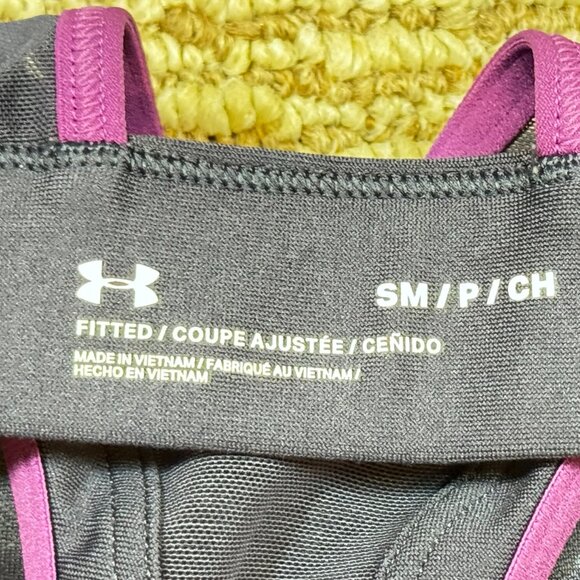 SM / P / CH
FITTED / COUPE AJUSTÉE / CEÑIDO
MADE IN VIETNAM / FABRIQUÉ AU VIETNAM /
HECHO EN VIETNAM